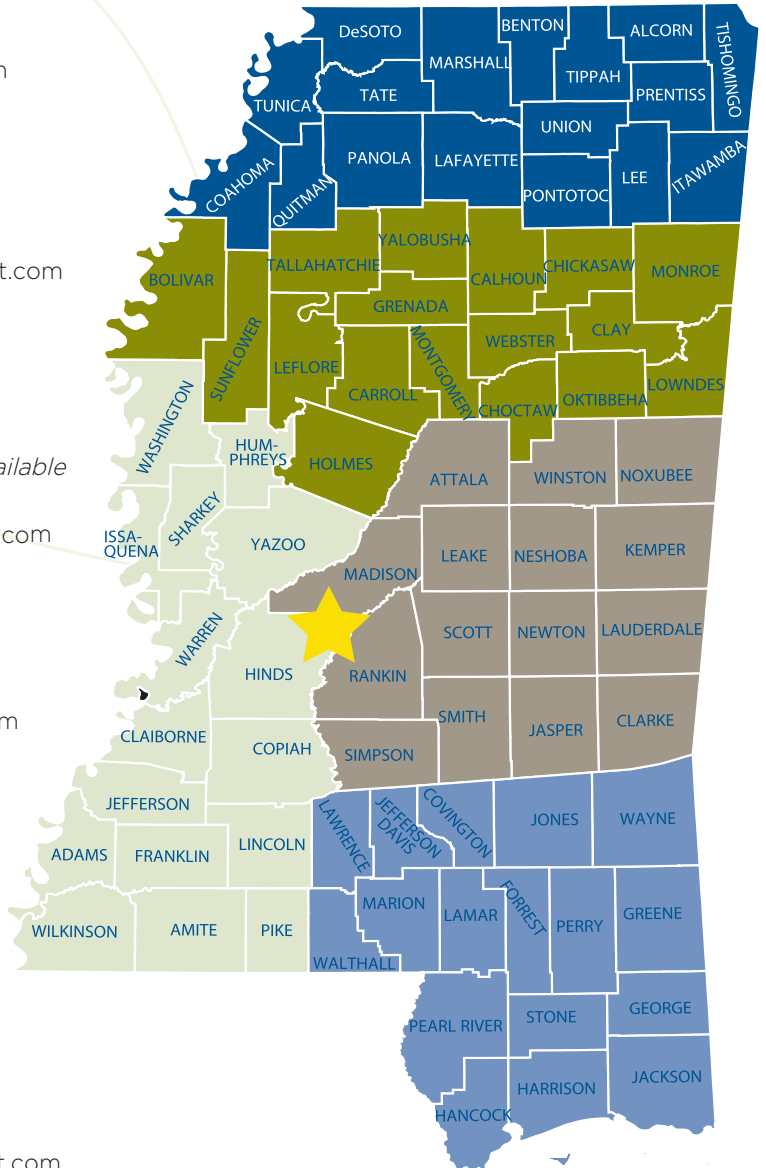 DeSOTO
BENTON
ALCORN
TISHOMINGO
MARSHALL
m
TIPPAH
TATE
PRENTISS
TUNICA
UNION
PANOLA
LAFAYETTE
LEE
ITAWAMBA
COAHOMA
QUITMAN
PONTOTOC
YALOBUSHA
t.com
TALLAHATCHIE
CHICKASAW
MONROE
BOLIVAR
CALHOUN
GRENADA
CLAY
WEBSTER
SUNFLOWER
LEFLORE
MONTGOMERY
CARROLL
LOWNDES
OKTIBBEHA
CHOCTAW
WASHINGTON
HUM-
PHREYS
ailable
HOLMES
ATTALA
WINSTON
NOXUBEE
SHARKEY
com
ISSA-
QUENA
YAZOO
LEAKE
NESHOBA
KEMPER
MADISON
WARREN
SCOTT
NEWTON
LAUDERDALE
HINDS
RANKIN
m
SMITH
CLARKE
JASPER
CLAIBORNE
COPIAH
SIMPSON
JEFFERSON
LAWRENCE
JEFFERSON
DAVIS
COVINGTON
JONES
WAYNE
LINCOLN
ADAMS
FRANKLIN
MARION
LAMAR
FORREST
PERRY
GREENE
WILKINSON
AMITE
PIKE
WALTHALL
GEORGE
STONE
PEARL RIVER
JACKSON
HARRISON
HANCOCK
t.com